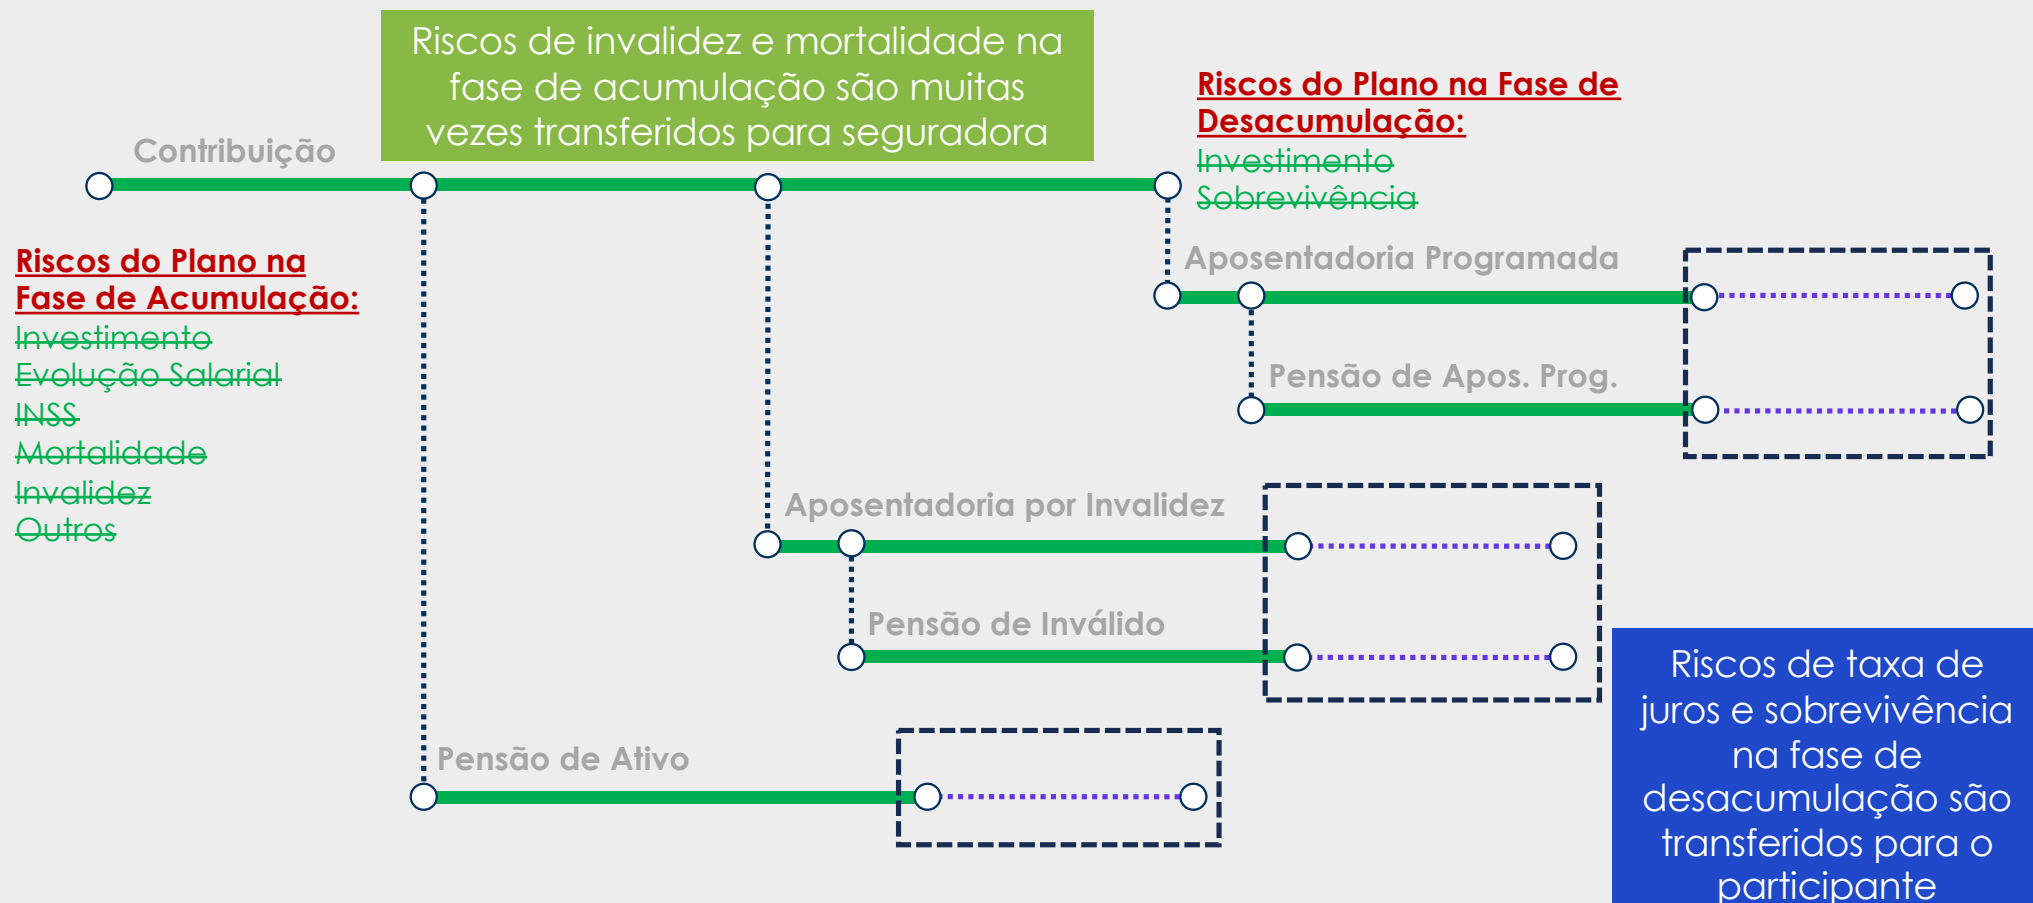 Riscos de invalidez e mortalidade na
fase de acumulação são muitas
vezes transferidos para seguradora
Contribuição
Riscos do Plano na Fase de
Desacumulação:
Investimento
Sobrevivência
Riscos do Plano na
Fase de Acumulação:
Investimento
Evolução Salarial
INSS
Mortalidade
Invalidez
Outros
Aposentadoria Programada
Pensão de Apos. Prog.
Aposentadoria por Invalidez
Pensão de Inválido
Pensão de Ativo
Riscos de taxa de
juros e sobrevivência
na fase de
desacumulação são
transferidos para o
participante